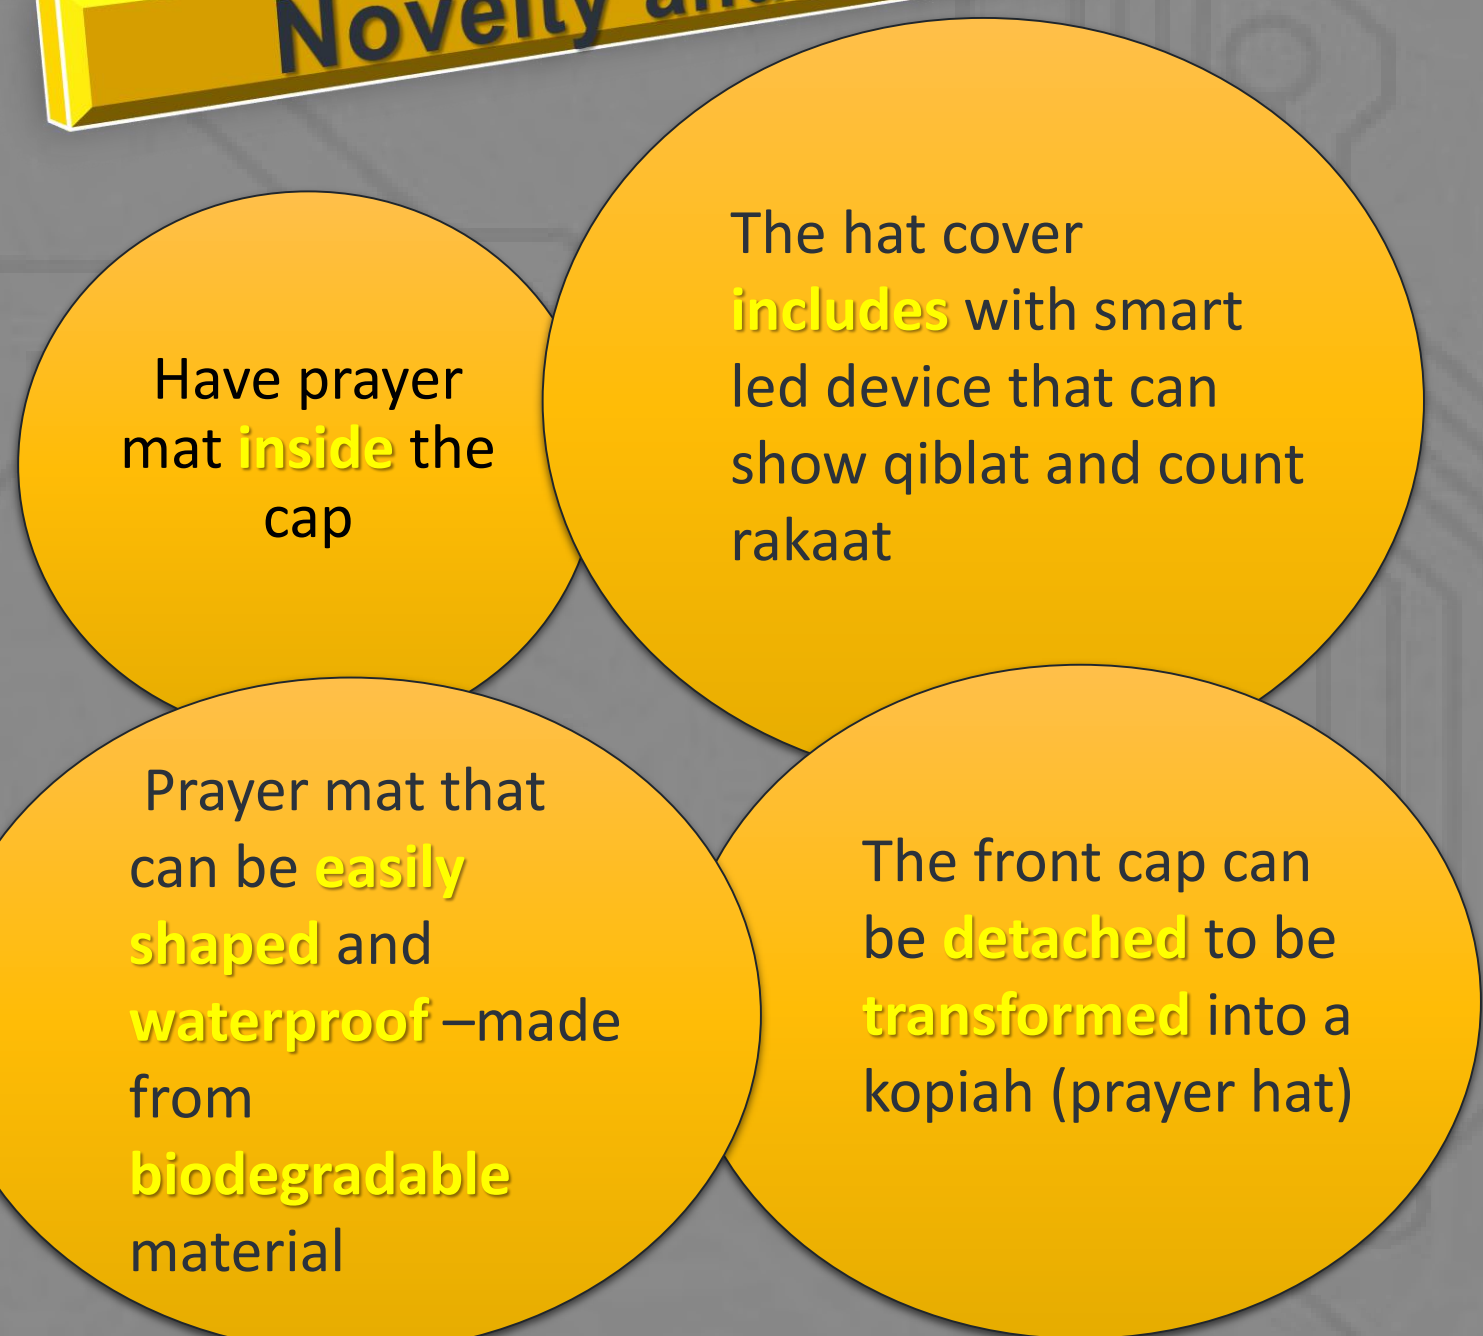 Novelty and
Have prayer
mat inside the
cap
The hat cover
includes with smart
led device that can
show qiblat and count
rakaat
Prayer mat that
can be easily
shaped and
waterproof –made
from
biodegradable
material
The front cap can
be detached to be
transformed into a
kopiah (prayer hat)